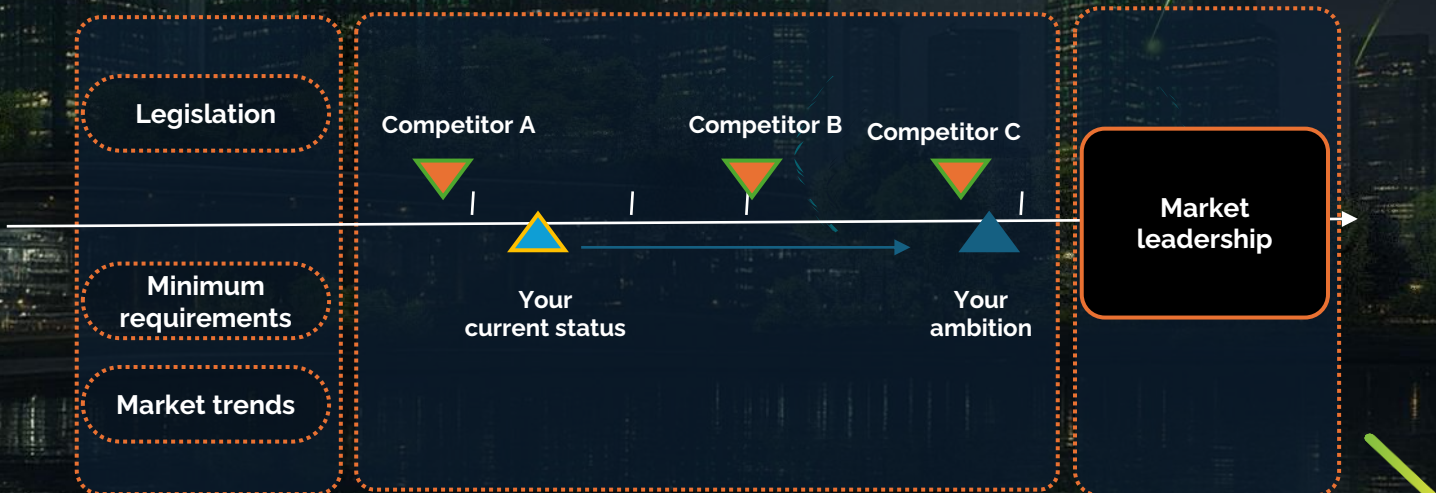 Legislation
Minimum
requirements
Market trends
Competitor A
Competitor B
Competitor C
Your
current status
Your
ambition
Market
leadership